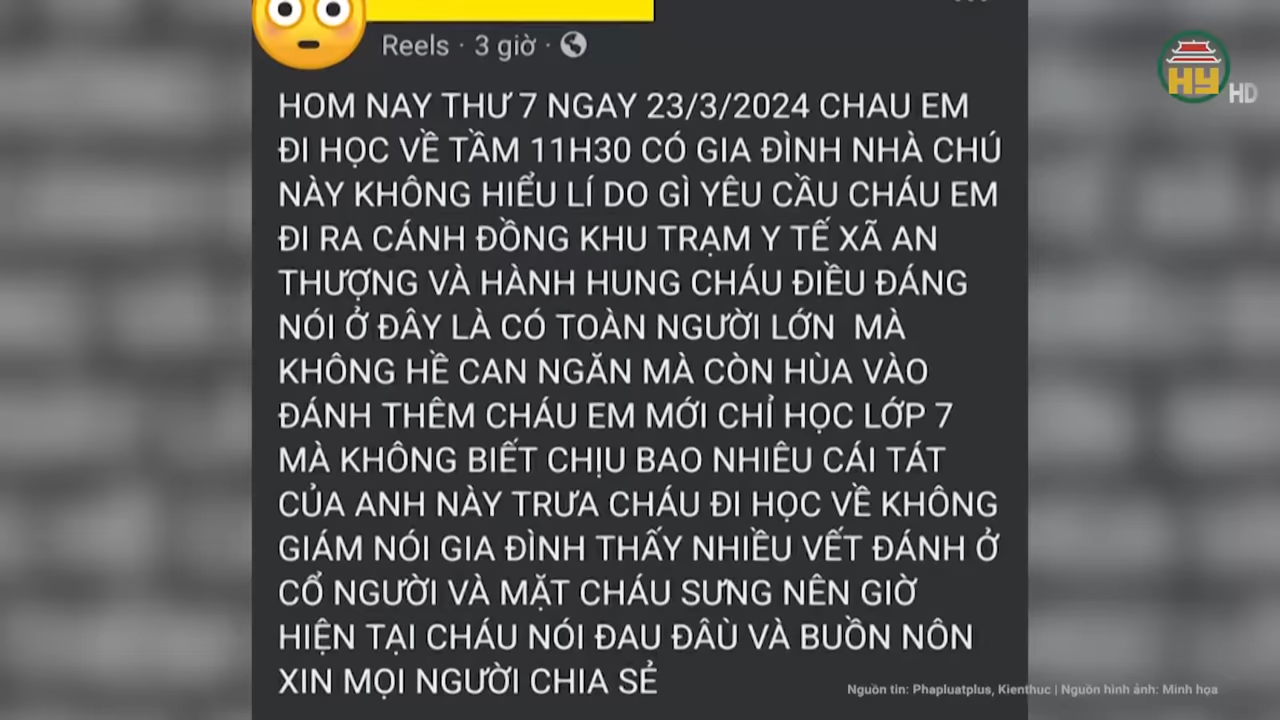 Reels · 3 giờ ·
HY HD
HOM NAY THƯ 7 NGAY 23/3/2024 CHAU EM
ĐI HỌC VỀ TẦM 11H30 CÓ GIA ĐÌNH NHÀ CHÚ
NÀY KHÔNG HIỂU LÍ DO GÌ YÊU CẦU CHÁU EM
ĐI RA CÁNH ĐỒNG KHU TRẠM Y TẾ XÃ AN
THƯỢNG VÀ HÀNH HUNG CHÁU ĐIỀU ĐÁNG
NÓI Ở ĐÂY LÀ CÓ TOÀN NGƯỜI LỚN MÀ
KHÔNG HỀ CAN NGĂN MÀ CÒN HÙA VÀO
ĐÁNH THÊM CHÁU EM MỚI CHỈ HỌC LỚP 7
MÀ KHÔNG BIẾT CHỊU BAO NHIÊU CÁI TÁT
CỦA ANH NÀY TRƯA CHÁU ĐI HỌC VỀ KHÔNG
GIÁM NÓI GIA ĐÌNH THẤY NHIỀU VẾT ĐÁNH Ở
CỔ NGƯỜI VÀ MẶT CHÁU SƯNG NÊN GIỜ
HIỆN TẠI CHÁU NÓI ĐAU ĐÂÙ VÀ BUỒN NÔN
XIN MỌI NGƯỜI CHIA SẺ
Nguồn tin: Phapluatplus, Kienthuc | Nguồn hình ảnh: Minh họa